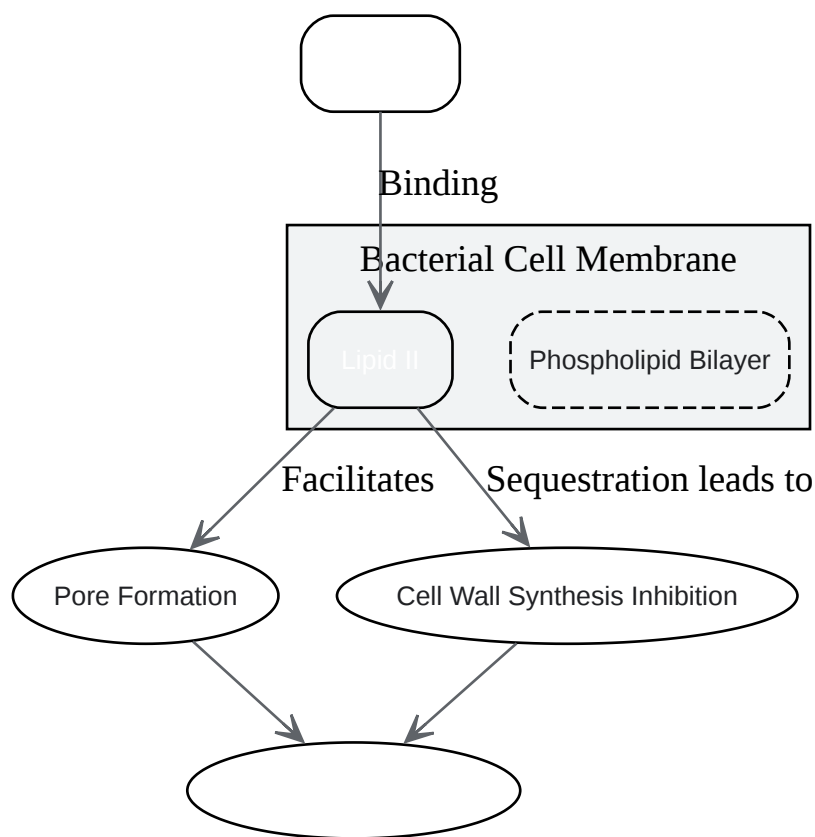 Binding
Bacterial Cell Membrane
Lipid II
Phospholipid Bilayer
Facilitates
Sequestration leads to
Pore Formation
Cell Wall Synthesis Inhibition